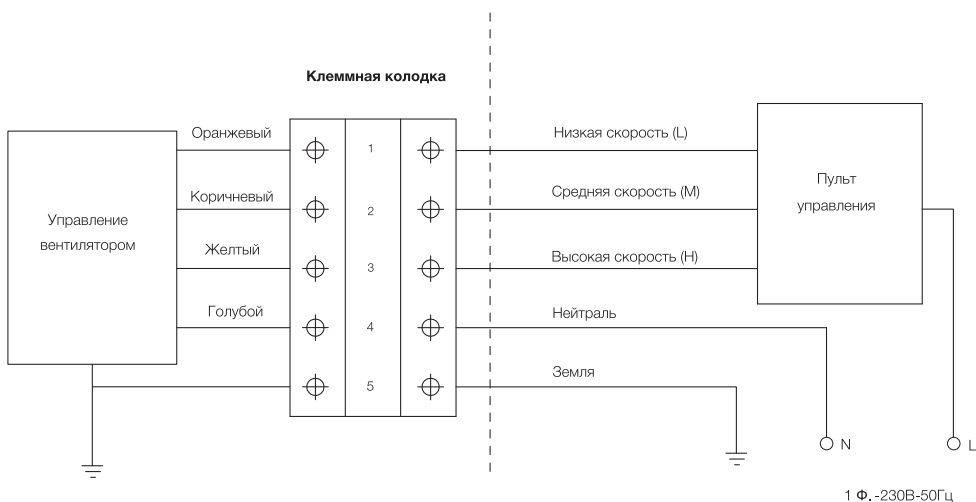 Клеммная колодка
Оранжевый
1
Низкая скорость (L)
Коричневый
2
Средняя скорость (M)
Пульт
управления
Управление
вентилятором
Желтый
3
Высокая скорость (H)
Голубой
4
Нейтраль
5
Земля
N
L
1 Ф.-230В-50Гц